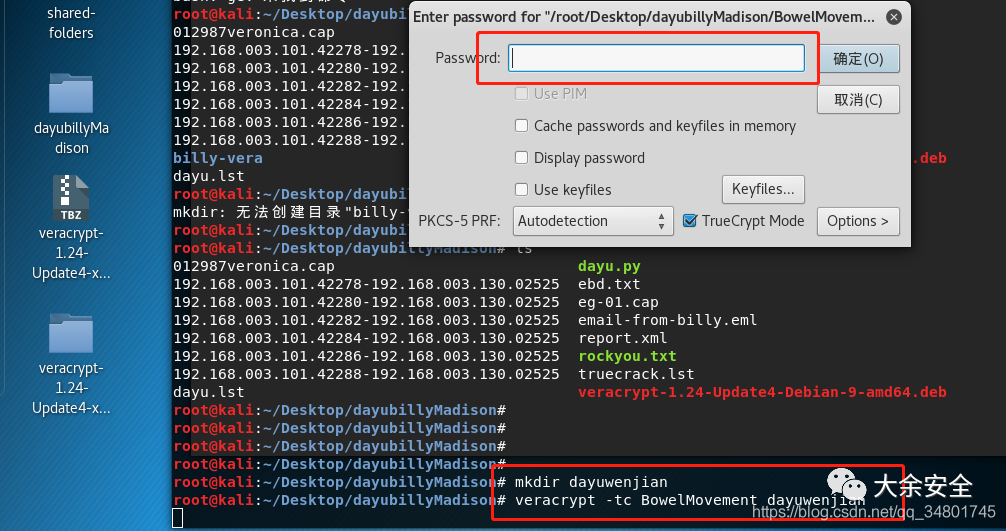 shared-
folders
dayubillyMa
dison
TBZ
veracrypt-
1.24-
Update4-x...
veracrypt-
1.24-
Update4-x...
root@kali:~/Desktop/dayubill
012987veronica.cap
192.168.003.101.42278-192.
192.168.003.101.42280-192.
192.168.003.101.42282-192.
192.168.003.101.42284-192.
192.168.003.101.42286-192.
192.168.003.101.42288-192.
billy-vera
.deb
dayu.lst
root@kali:~/Desktop/dayubill
mkdir: 无法创建目录"billy-
root@kali:~/Desktop/dayubill
root@kali:~/Desktop/dayubillyMadison# ls
012987veronica.cap dayu.py
192.168.003.101.42278-192.168.003.130.02525 ebd.txt
192.168.003.101.42280-192.168.003.130.02525 eg-01.cap
192.168.003.101.42282-192.168.003.130.02525 email-from-billy.eml
192.168.003.101.42284-192.168.003.130.02525 report.xml
192.168.003.101.42286-192.168.003.130.02525 rockyou.txt
192.168.003.101.42288-192.168.003.130.02525 truecrack.lst
dayu.lst veracrypt-1.24-Update4-Debian-9-amd64.deb
root@kali:~/Desktop/dayubillyMadison#
root@kali:~/Desktop/dayubillyMadison#
root@kali:~/Desktop/dayubillyMadison#
root@kali:~/Desktop/dayubillyMadison#
root@kali:~/Desktop/dayubillyMadison# mkdir dayuwenjian
root@kali:~/Desktop/dayubillyMadison# veracrypt -tc BowelMovement dayuwenjian
Enter password for "/root/Desktop/dayubillyMadison/BowelMovem...
Password:
确定(O)
Use PIM
取消(C)
Cache passwords and keyfiles in memory
Display password
Use keyfiles
Keyfiles...
PKCS-5 PRF: Autodetection TrueCrypt Mode Options >
大余安全
https://blog.csdn.net/qq_34801745